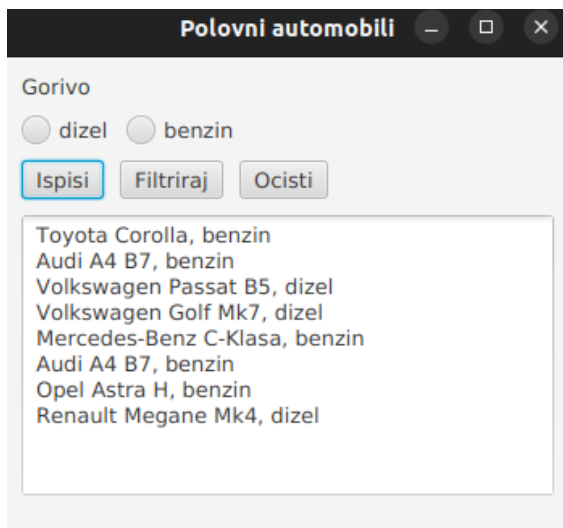 Polovni automobili
Gorivo
dizel benzin
Ispisi Filtriraj Ocisti
Toyota Corolla, benzin
Audi A4 B7, benzin
Volkswagen Passat B5, dizel
Volkswagen Golf Mk7, dizel
Mercedes-Benz C-Klasa, benzin
Audi A4 B7, benzin
Opel Astra H, benzin
Renault Megane Mk4, dizel